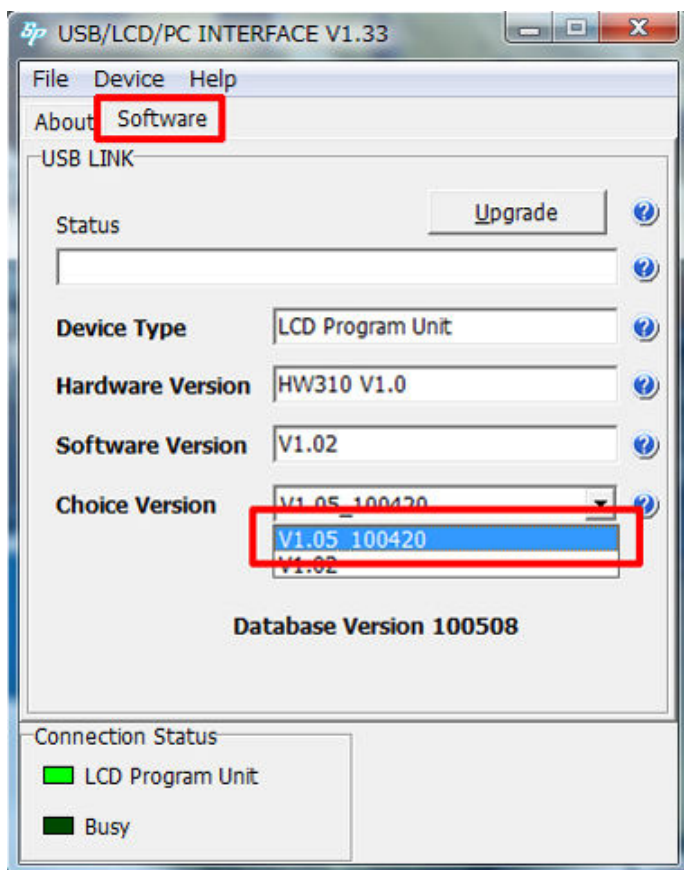 USB/LCD/PC INTERFACE V1.33
File Device Help
About Software
USB LINK
Status Upgrade
Device Type LCD Program Unit
Hardware Version HW310 V1.0
Software Version V1.02
Choice Version V1.05_100420
V1.05_100420
V1.02
Database Version 100508
Connection Status
LCD Program Unit
Busy